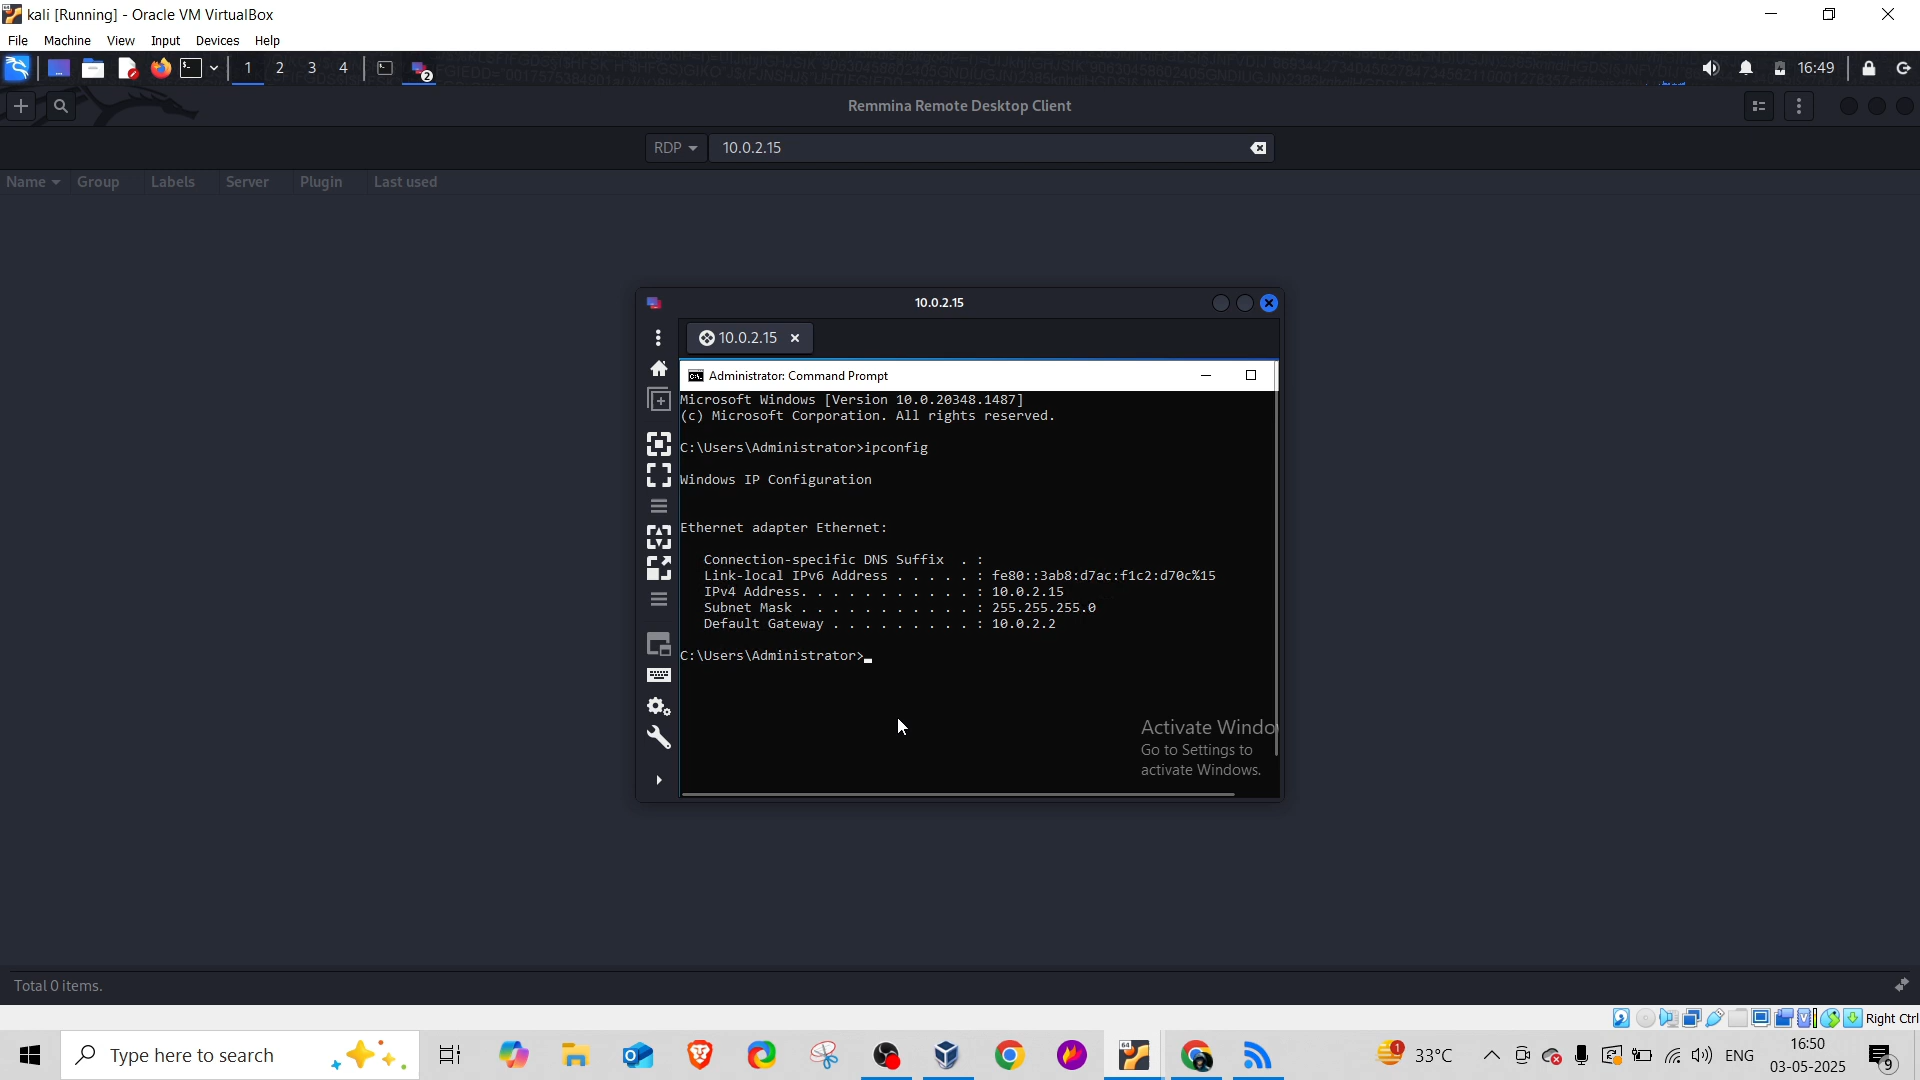 kali [Running] - Oracle VM VirtualBox
File Machine View Input Devices Help
1 2 3 4 2 16:49
Remmina Remote Desktop Client
RDP 10.0.2.15
Name Group Labels Server Plugin Last used
10.0.2.15
10.0.2.15
Administrator: Command Prompt
Microsoft Windows [Version 10.0.20348.1487]
(c) Microsoft Corporation. All rights reserved.
C:\Users\Administrator>ipconfig
Windows IP Configuration
Ethernet adapter Ethernet:
Connection-specific DNS Suffix . :
Link-local IPv6 Address . . . . . : fe80::3ab8:d7ac:f1c2:d70c%15
IPv4 Address. . . . . . . . . . . : 10.0.2.15
Subnet Mask . . . . . . . . . . . : 255.255.255.0
Default Gateway . . . . . . . . . : 10.0.2.2
C:\Users\Administrator>
Activate Windo
Go to Settings to
activate Windows.
Total 0 items.
Right Ctrl
Type here to search
1 33°C ENG 16:50
03-05-2025 9